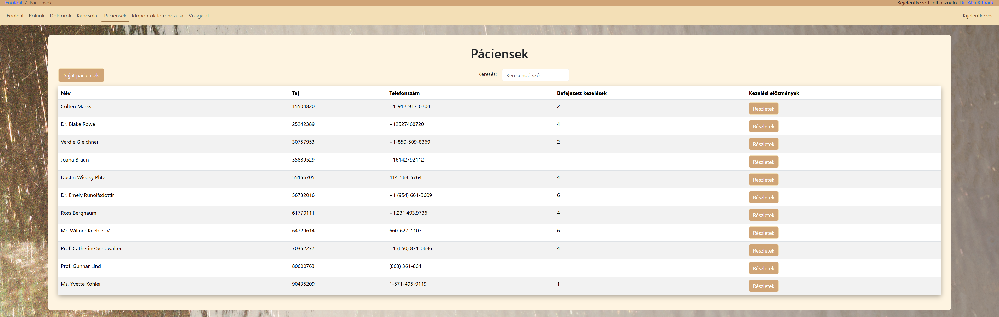 Főoldal / Páciensek Bejelentkezett felhasználó: Dr. Alia Kilback
Főoldal Rólunk Doktorok Kapcsolat Páciensek Időpontok létrehozása Vizsgálat Kijelentkezés
Páciensek
Saját páciensek Keresés: Keresendő szó
Név Taj Telefonszám Befejezett kezelések Kezelési előzmények
Colten Marks 15504820 +1-912-917-0704 2 Részletek
Dr. Blake Rowe 25242389 +12527468720 4 Részletek
Verdie Gleichner 30757953 +1-850-509-8369 2 Részletek
Joana Braun 35889529 +16142792112 Részletek
Dustin Wisoky PhD 55156705 414-563-5764 4 Részletek
Dr. Emely Runolfsdottir 56732016 +1 (954) 661-3609 6 Részletek
Ross Bergnaum 61770111 +1.231.493.9736 4 Részletek
Mr. Wilmer Keebler V 64729614 660-627-1107 6 Részletek
Prof. Catherine Schowalter 70352277 +1 (650) 871-0636 4 Részletek
Prof. Gunnar Lind 80600763 (803) 361-8641 Részletek
Ms. Yvette Kohler 90435209 1-571-495-9119 1 Részletek